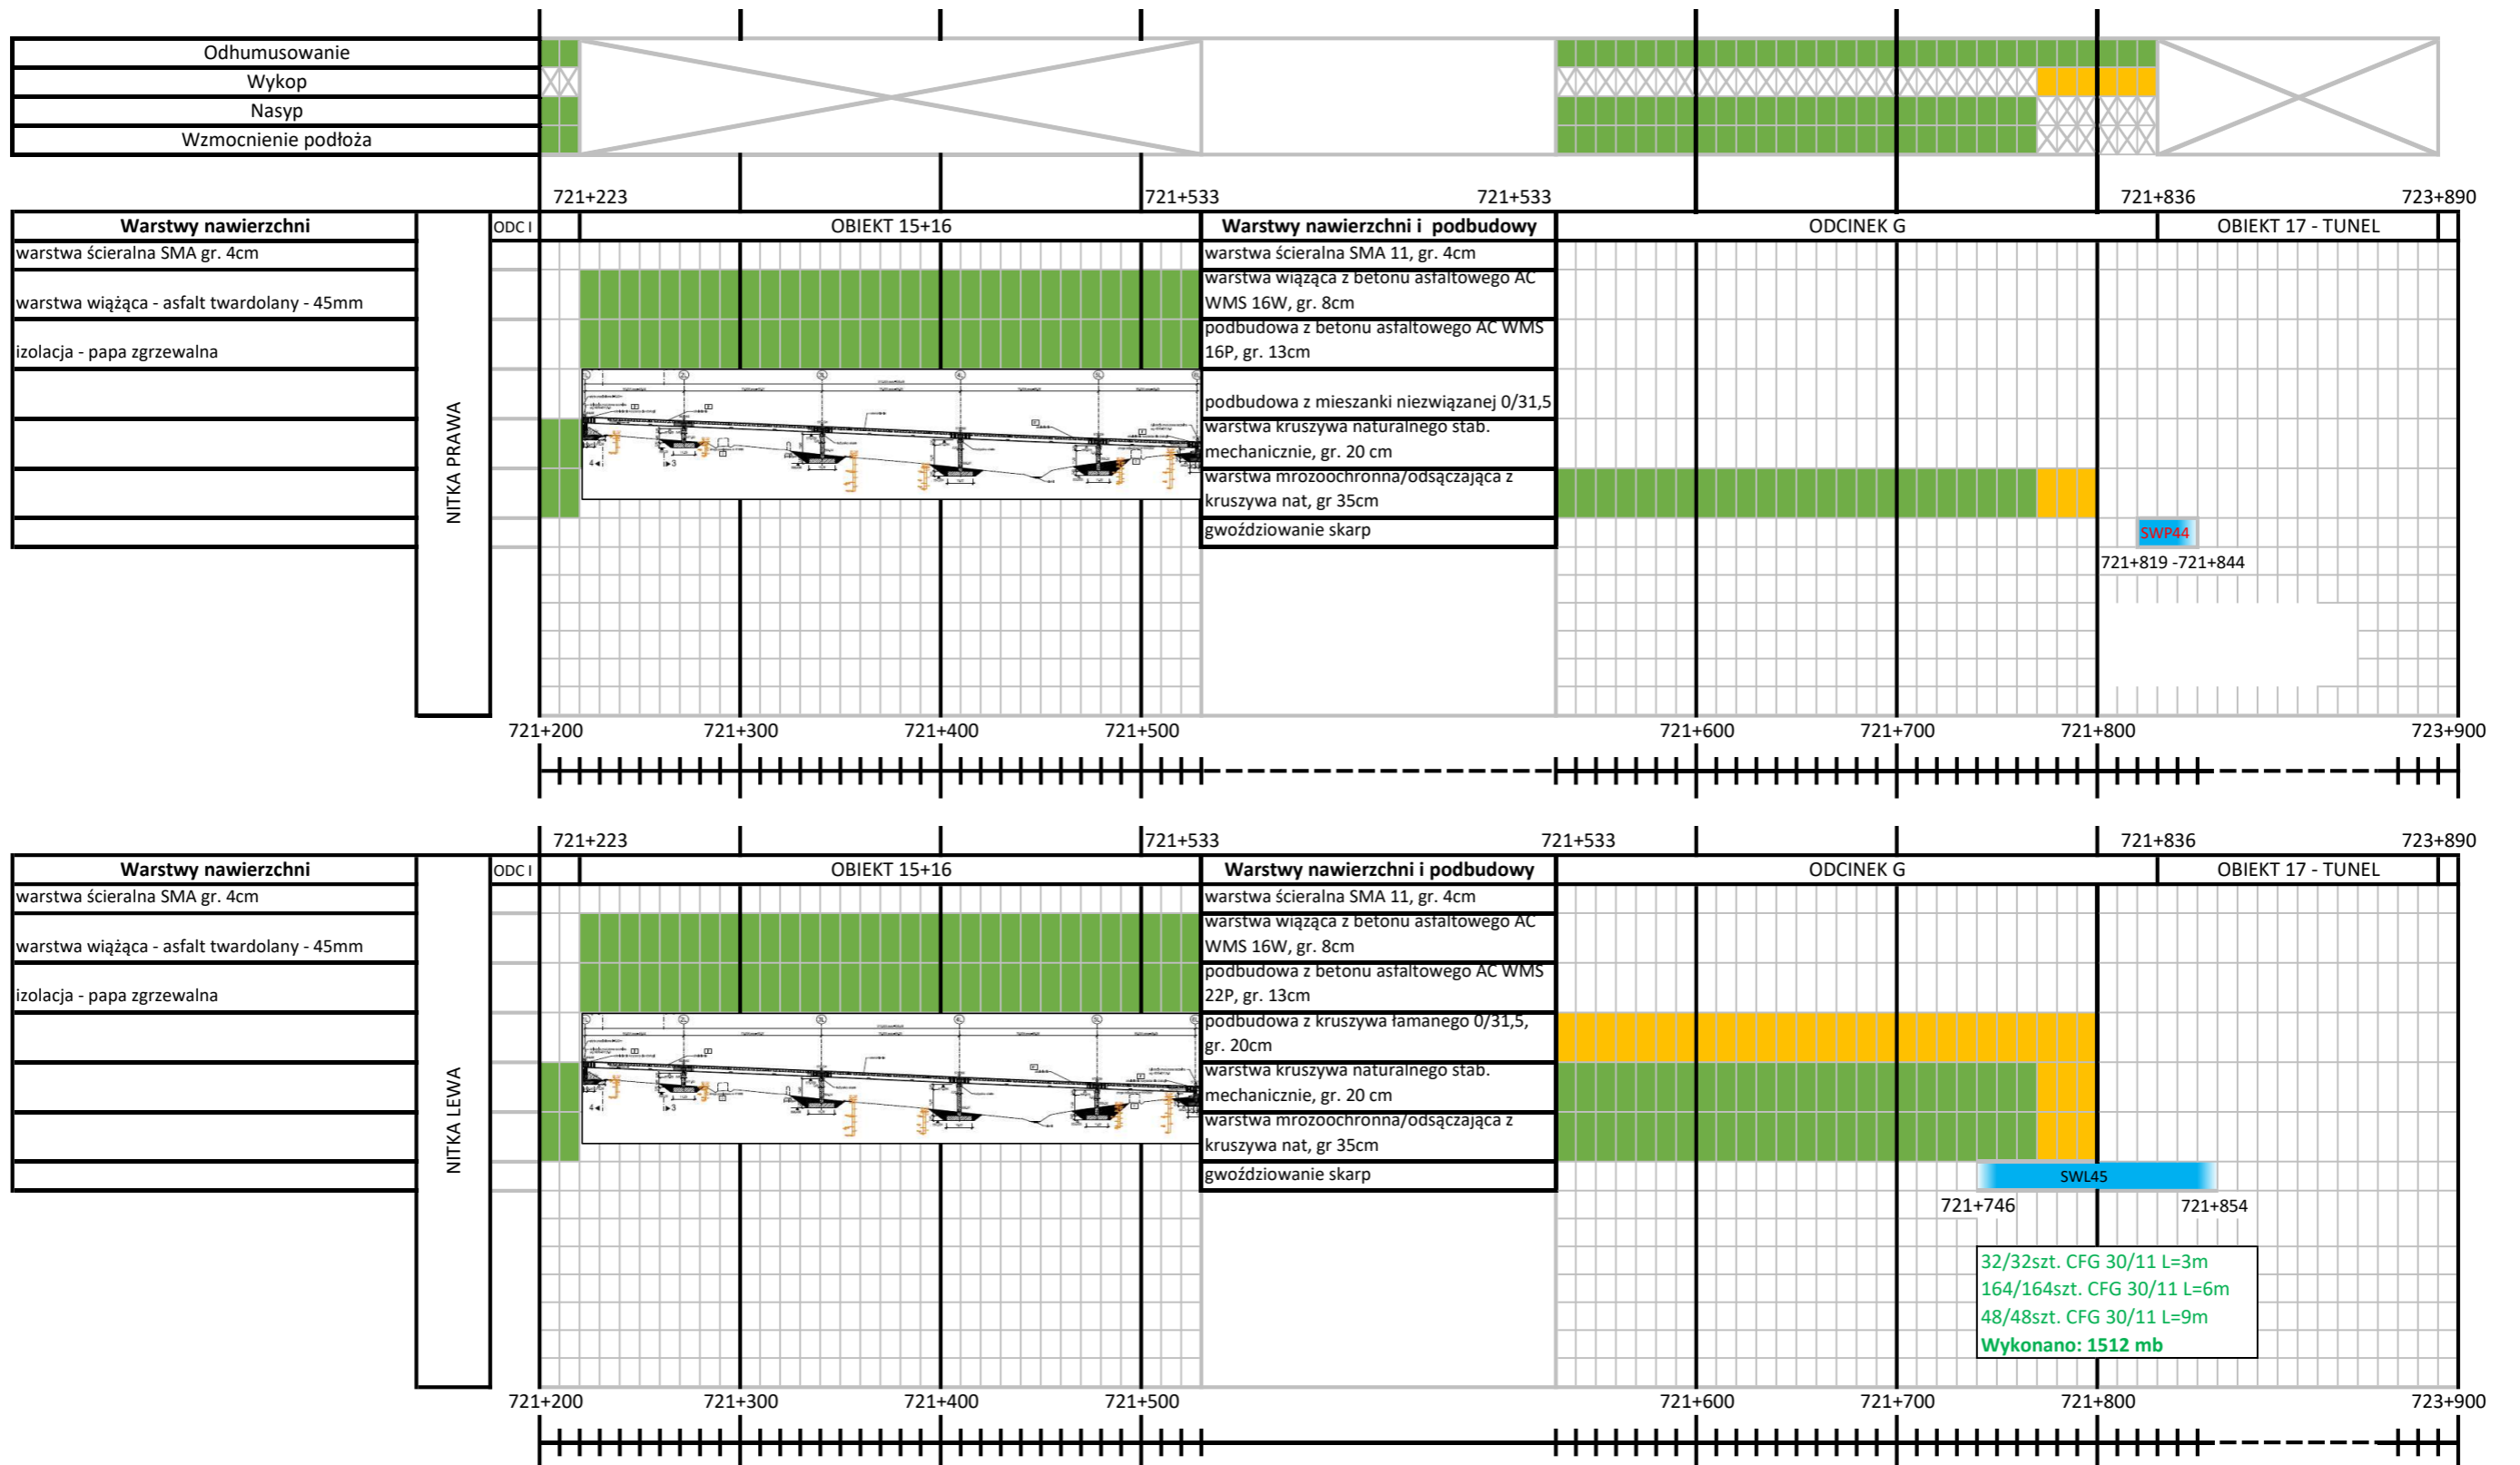 Odhumusowanie
Wykop
Nasyp
Wzmocnienie podłoża
721+223
721+533
721+533
721+836
723+890
Warstwy nawierzchni
NITKA PRAWA
ODC I
OBIEKT 15+16
Warstwy nawierzchni i podbudowy
ODCINEK G
OBIEKT 17 - TUNEL
warstwa ścieralna SMA gr. 4cm
warstwa wiążąca - asfalt twardolany - 45mm
izolacja - papa zgrzewalna
warstwa ścieralna SMA 11, gr. 4cm
warstwa wiążąca z betonu asfaltowego AC
WMS 16W, gr. 8cm
podbudowa z betonu asfaltowego AC WMS
16P, gr. 13cm
podbudowa z mieszanki niezwiązanej 0/31,5
warstwa kruszywa naturalnego stab.
mechanicznie, gr. 20 cm
warstwa mrozoochronna/odsączająca z
kruszywa nat, gr 35cm
gwoździowanie skarp
SWP44
721+819 -721+844
721+200
721+300
721+400
721+500
721+600
721+700
721+800
723+900
721+223
721+533
721+533
721+836
723+890
Warstwy nawierzchni
NITKA LEWA
ODC I
OBIEKT 15+16
Warstwy nawierzchni i podbudowy
ODCINEK G
OBIEKT 17 - TUNEL
warstwa ścieralna SMA gr. 4cm
warstwa wiążąca - asfalt twardolany - 45mm
izolacja - papa zgrzewalna
warstwa ścieralna SMA 11, gr. 4cm
warstwa wiążąca z betonu asfaltowego AC
WMS 16W, gr. 8cm
podbudowa z betonu asfaltowego AC WMS
22P, gr. 13cm
podbudowa z kruszywa łamanego 0/31,5,
gr. 20cm
warstwa kruszywa naturalnego stab.
mechanicznie, gr. 20 cm
warstwa mrozoochronna/odsączająca z
kruszywa nat, gr 35cm
gwoździowanie skarp
SWL45
721+746
721+854
32/32szt. CFG 30/11 L=3m
164/164szt. CFG 30/11 L=6m
48/48szt. CFG 30/11 L=9m
Wykonano: 1512 mb
721+200
721+300
721+400
721+500
721+600
721+700
721+800
723+900